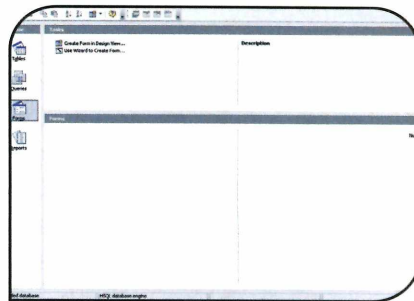 Tasks
Create Form in Design View...
Use Wizard to Create Form...
Description
Tables
Queries
Forms
Reports
Forms
HSQL database engine